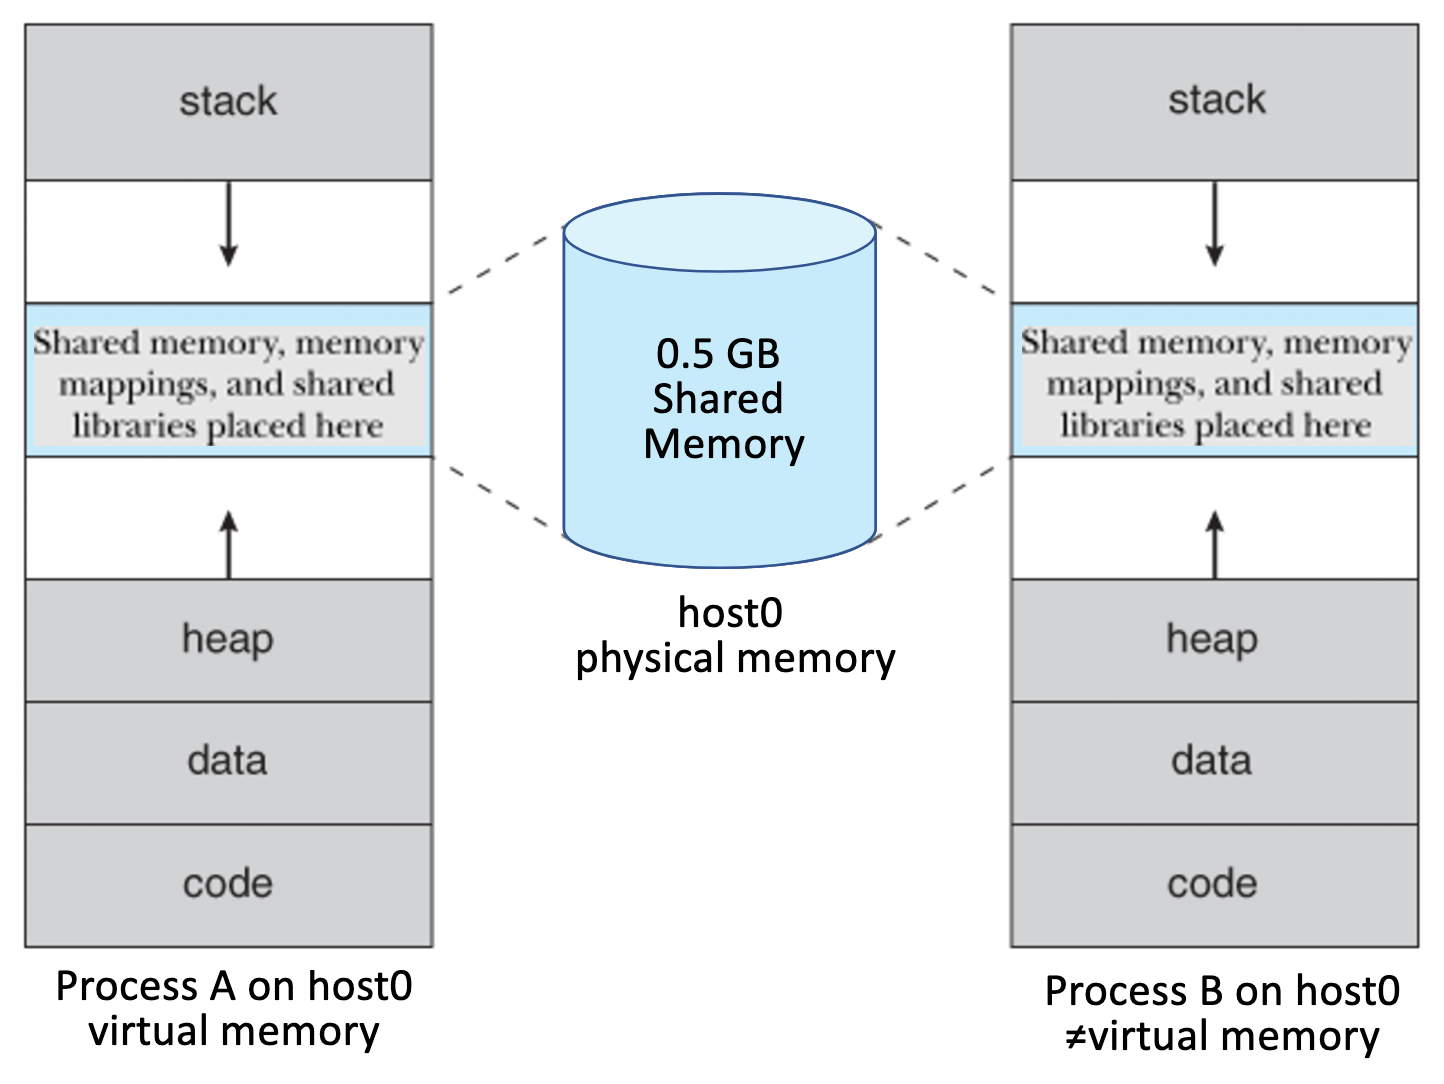 stack
Shared memory, memory
mappings, and shared
libraries placed here
heap
data
code
Process A on host0
virtual memory
0.5 GB
Shared
Memory
host0
physical memory
stack
Shared memory, memory
mappings, and shared
libraries placed here
heap
data
code
Process B on host0
≠virtual memory